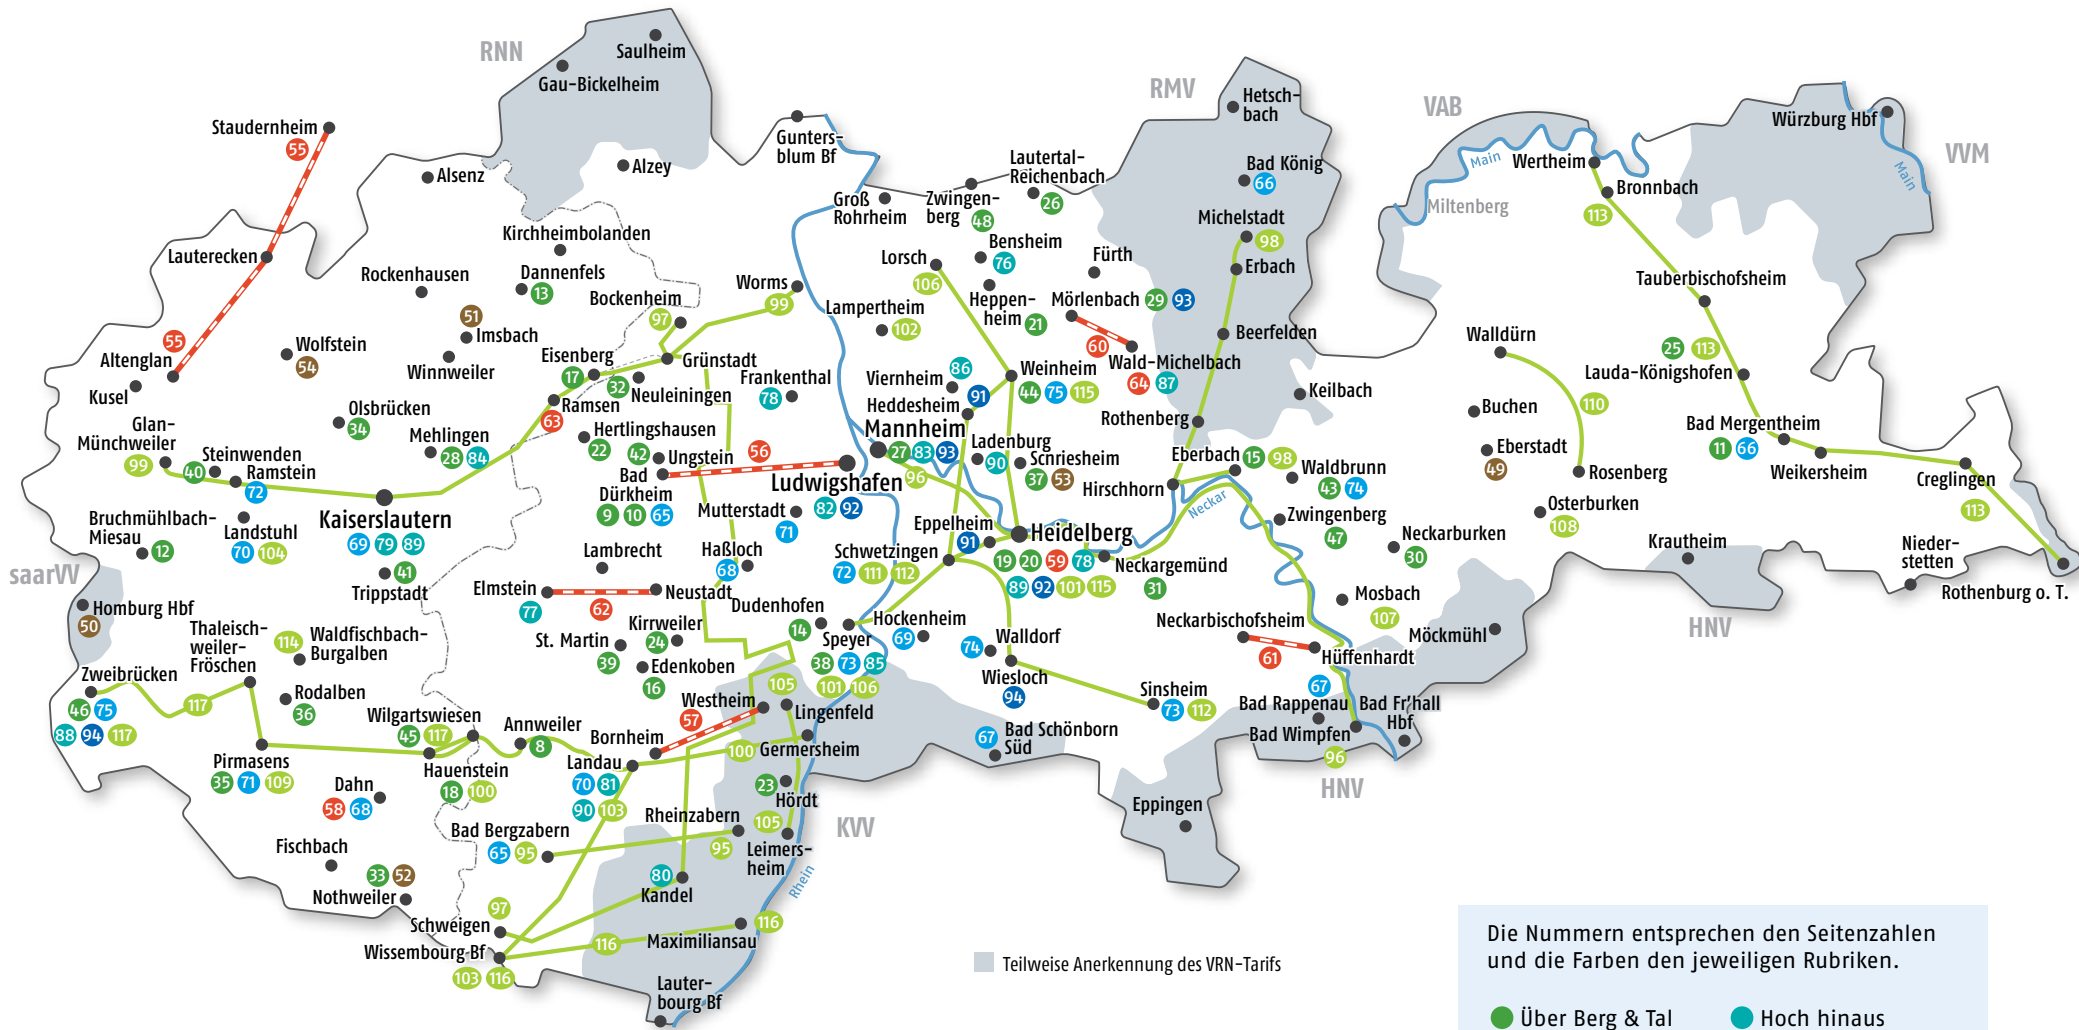 RNN
Saulheim
Gau-Bickelheim
Staudernheim
55
Alsenz
Alzey
Gunters-
blum Bf
RMV
Hetsch-
bach
Bad König
66
VAB
Main
Miltenberg
Wertheim
Bronnbach
113
Würzburg Hbf
Main
VVM
Lautertal-
Reichenbach
26
Groß
Rohrheim
Zwingen-
berg
48
Michelstadt
98
Erbach
Lauterecken
Kirchheimbolanden
Rockenhausen
Dannenfels
13
Bockenheim
97
Worms
99
Lorsch
106
Bensheim
76
Fürth
Heppen-
heim 21
Mörlenbach 29 93
60
Wald-Michelbach
64 87
Beerfelden
Lampertheim
102
Tauberbischofsheim
Walldürn
110
25 113
Lauda-Königshofen
55
Altenglan
Kusel
Wolfstein
54
51
Imsbach
Winnweiler
Eisenberg
17
Grünstadt
32
Neuleiningen
Frankenthal
78
86
Viernheim
91
Heddesheim
Weinheim
44 75 115
Keilbach
Rothenberg
Buchen
Eberstadt
49
Rosenberg
Bad Mergentheim
11 66
Weikersheim
Creglingen
113
Glan-
Münchweiler
99
Olsbrücken
34
Ramsen
63
Mehlingen
28 84
Hertlingshausen
22
42
Ungstein
56
Mannheim
27 83 93
96
Ladenburg
90
Schriesheim
37 53
Eberbach 15 98
Waldbrunn
43 74
Hirschhorn
Neckar
Steinwenden
40
Ramstein
72
Bad
Dürkheim
9 10 65
Ludwigshafen
82 92
Mutterstadt
71
Kaiserslautern
69 79 89
Landstuhl
70 104
Bruchmühlbach-
Miesau 12
Eppelheim
91
Heidelberg
19 20 59 78
89 92 101 115
Schwetzingen
72 111 112
Neckargemünd
31
Zwingenberg
47
Neckarburken
30
Osterburken
108
Krautheim
Nieder-
stetten
Rothenburg o. T.
saarVV
Homburg Hbf
50
41
Trippstadt
Lambrecht
Haßloch
68
Elmstein
77
62
Neustadt
Dudenhofen
14
Speyer
38 73 85
101 106
Hockenheim
69
74
Walldorf
Wiesloch
94
Mosbach
107
Neckarbischofsheim
61
Hüffenhardt
67
Möckmühl
HNV
Thaleisch-
weiler-
Fröschen
114
Waldfischbach-
Burgalben
St. Martin
39
Kirrweiler
24
Edenkoben
16
Zweibrücken
46 75
88 94 117
117
Rodalben
36
Wilgartswiesen
45 117
Annweiler
8
Bornheim
Westheim
57
105
Lingenfeld
Germersheim
100
Sinsheim
73 112
Bad Rappenau
Bad Fr'hall
Hbf
Bad Wimpfen
96
HNV
67
Bad Schönborn
Süd
Pirmasens
35 71 109
Hauenstein
18 100
Landau
70 81
90 103
23
Hördt
105
Leimers-
heim
KVV
Eppingen
Dahn
58 68
Bad Bergzabern
65 95
Rheinzabern
95
Fischbach
33 52
Nothweiler
80
Kandel
Rhein
97
Schweigen
Wissembourg Bf
103 116
116
Maximiliansau
116
Lauter-
bourg Bf
Teilweise Anerkennung des VRN-Tarifs
Die Nummern entsprechen den Seitenzahlen
und die Farben den jeweiligen Rubriken.
Über Berg & Tal
Hoch hinaus